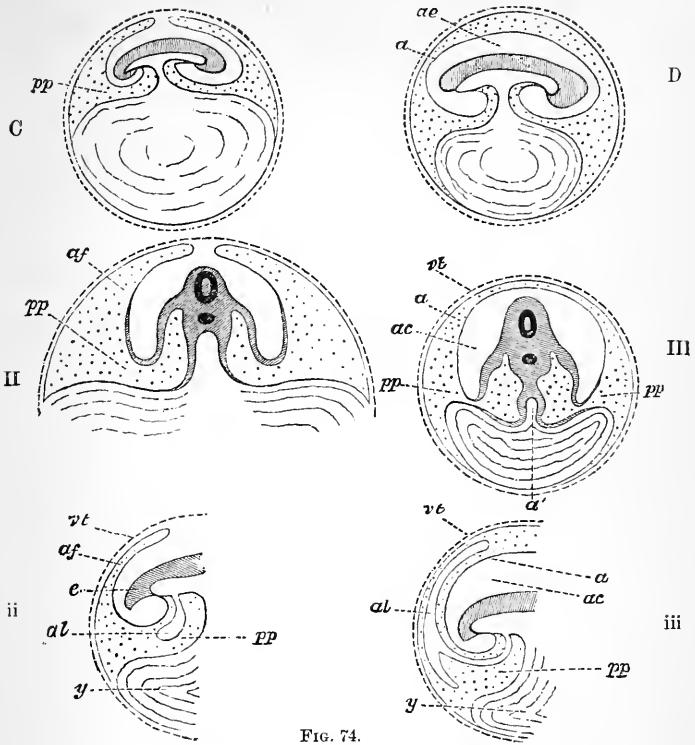 ae
a
pp
D
C
af
vt
a
ac
III
pp
II
pp
pp
a'
vt
vt
af
a
e
ac
ii
al
iii
al
pp
pp
y
y
FIG. 74.